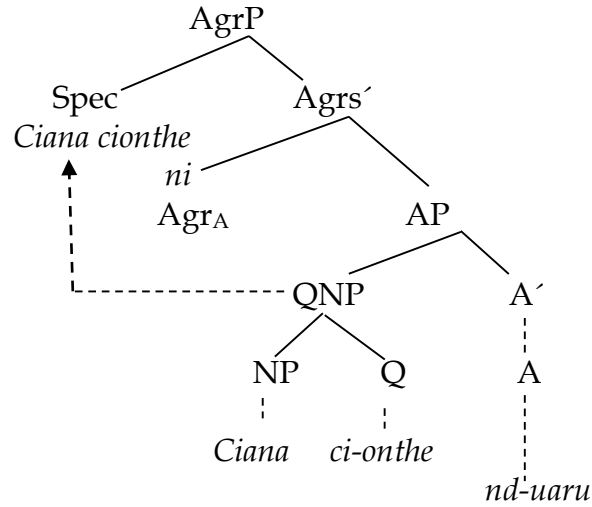 AgrP
Spec Agrs´
Ciana cionthe
ni
AgrA AP
QNP A´
NP Q A
Ciana ci-onthe
nd-uaru